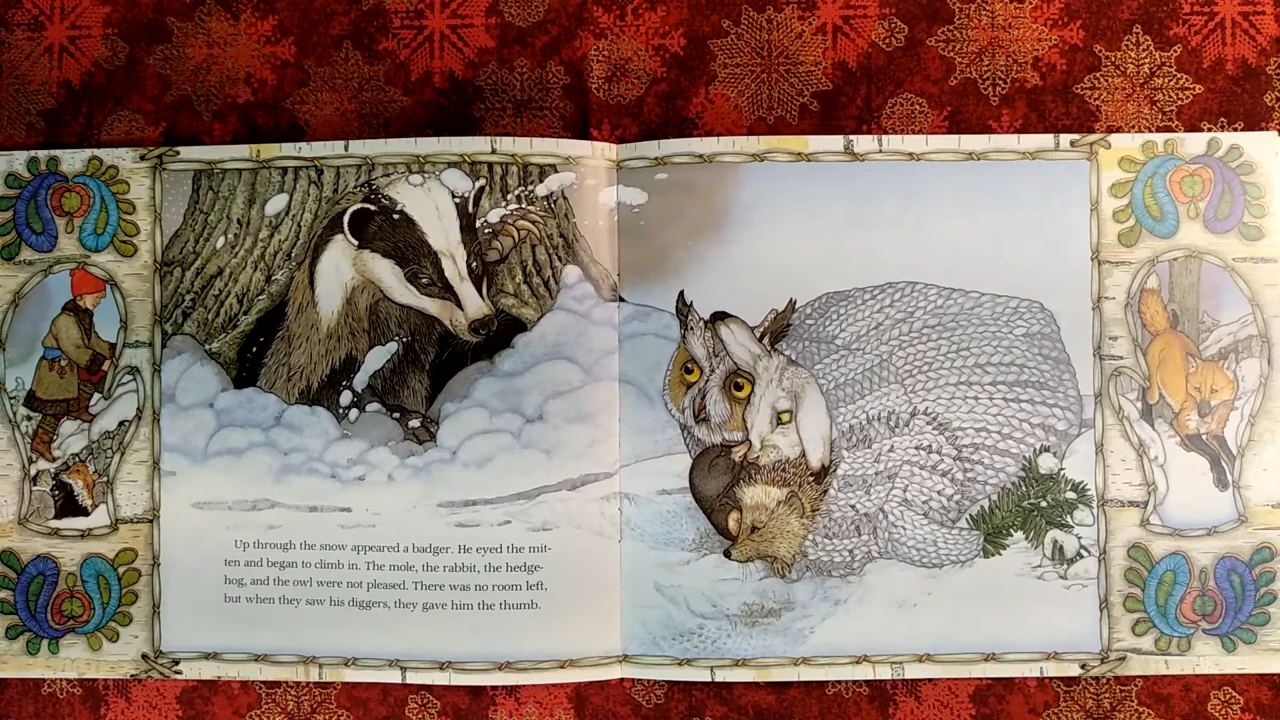 Up through the snow appeared a badger. He eyed the mit-
ten and began to climb in. The mole, the rabbit, the hedge-
hog, and the owl were not pleased. There was no room left,
but when they saw his diggers, they gave him the thumb.